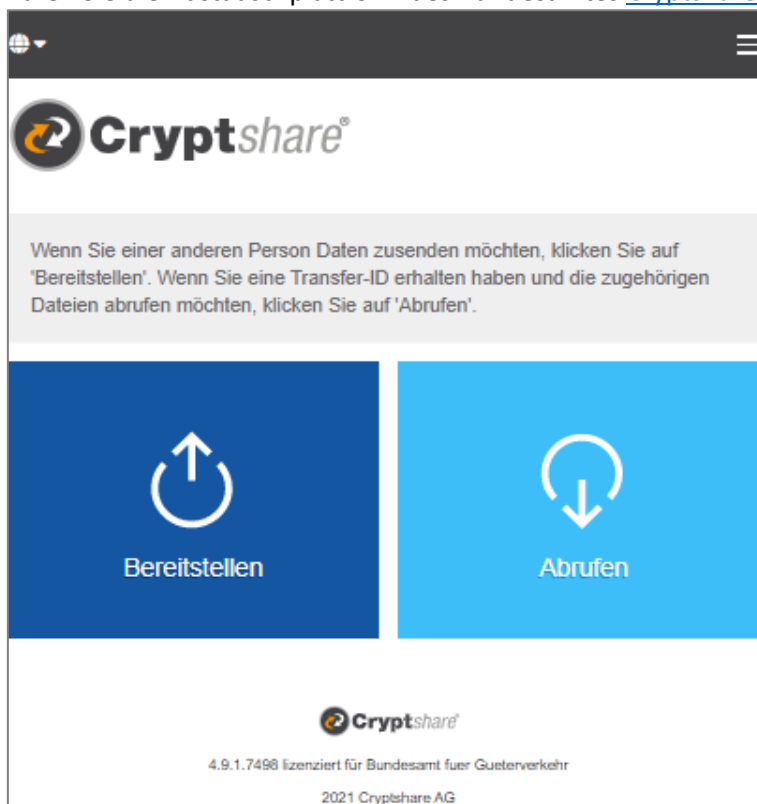 Cryptshare®
Wenn Sie einer anderen Person Daten zusenden möchten, klicken Sie auf
'Bereitstellen'. Wenn Sie eine Transfer-ID erhalten haben und die zugehörigen
Dateien abrufen möchten, klicken Sie auf 'Abrufen'.
Bereitstellen
Abrufen
Cryptshare®
4.9.1.7498 lizenziert für Bundesamt fuer Gueterverkehr
2021 Cryptshare AG